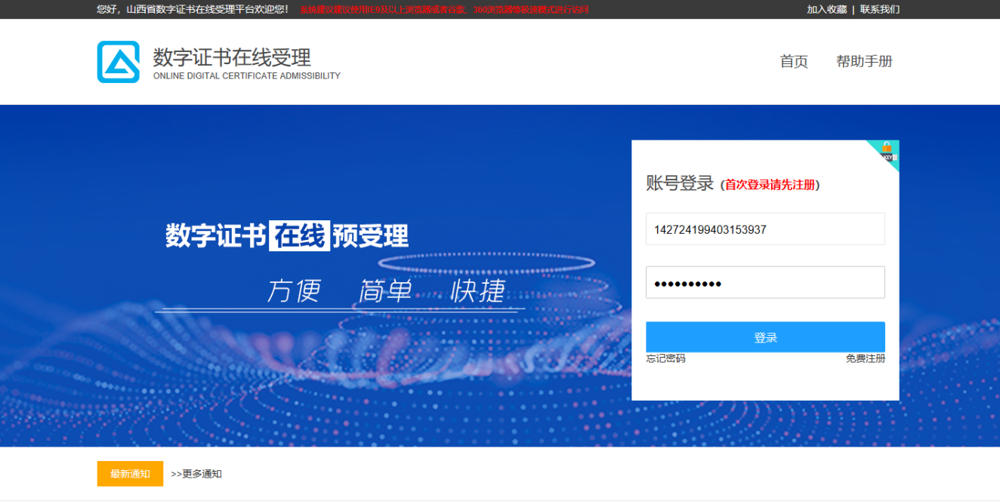 您好，山西省数字证书在线受理平台欢迎您！ 系统建议建议使用IE9及以上浏览器或者谷歌、360浏览器等极速模式进行访问 加入收藏 | 联系我们
数字证书在线受理
ONLINE DIGITAL CERTIFICATE ADMISSIBILITY
首页 帮助手册
KEY
账号登录 (首次登录请先注册)
142724199403153937
数字证书在线预受理
方便 简单 快捷
登录
忘记密码 免费注册
最新通知 >>更多通知